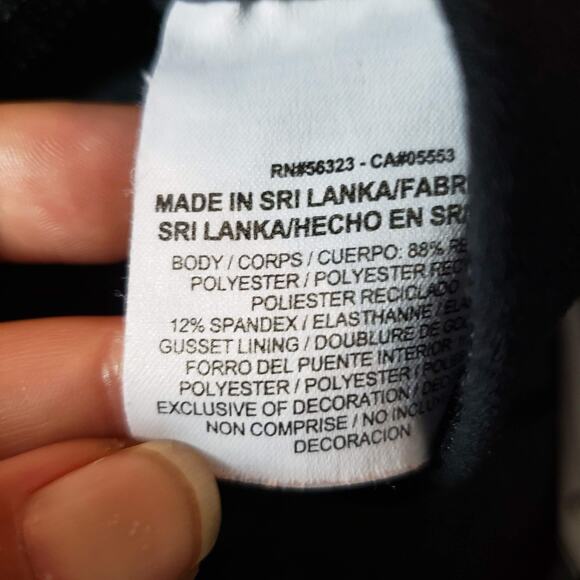 RN#56323 - CA#05553
MADE IN SRI LANKA/FABR
SRI LANKA/HECHO EN SR
BODY / CORPS / CUERPO: 88% RE
POLYESTER / POLYESTER REC
POLIESTER RECICLADO
12% SPANDEX / ELASTHANNE / ELA
GUSSET LINING / DOUBLURE DE GO
FORRO DEL PUENTE INTERIOR
POLYESTER / POLYESTER / POL
EXCLUSIVE OF DECORATION / DE
NON COMPRISE / NO INCLU
DECORACION